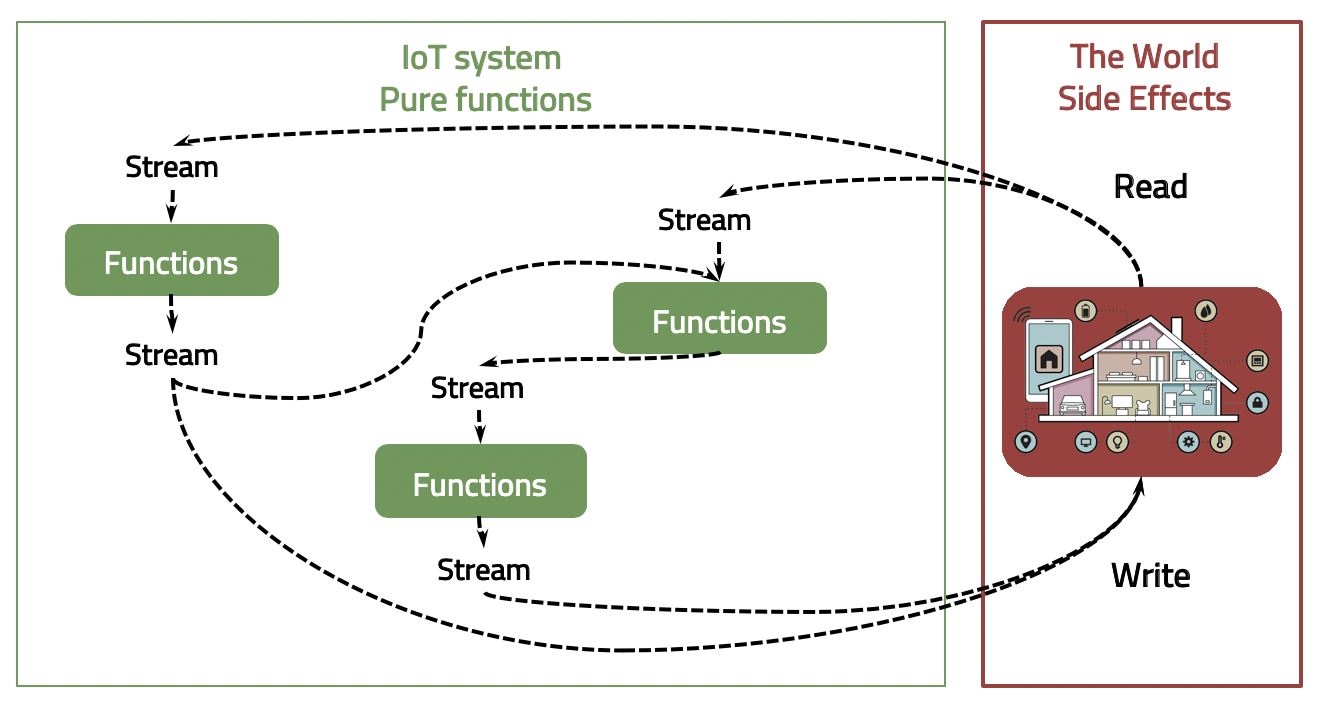 IoT system
Pure functions
The World
Side Effects
Stream
Read
Stream
Functions
Functions
Stream
Stream
Functions
Stream
Write